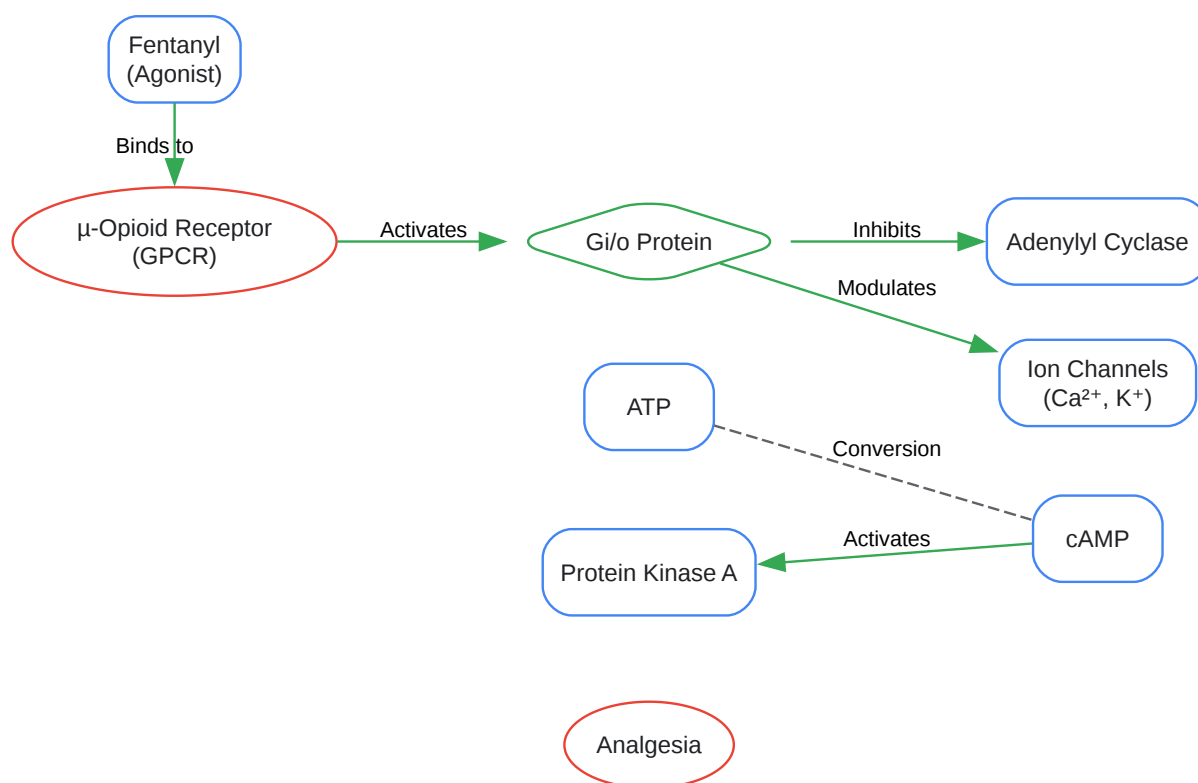 Fentanyl
(Agonist)
Binds to
µ-Opioid Receptor
(GPCR)
Activates
Gi/o Protein
Inhibits
Adenylyl Cyclase
Modulates
Ion Channels
(Ca²⁺, K⁺)
ATP
Conversion
cAMP
Activates
Protein Kinase A
Analgesia